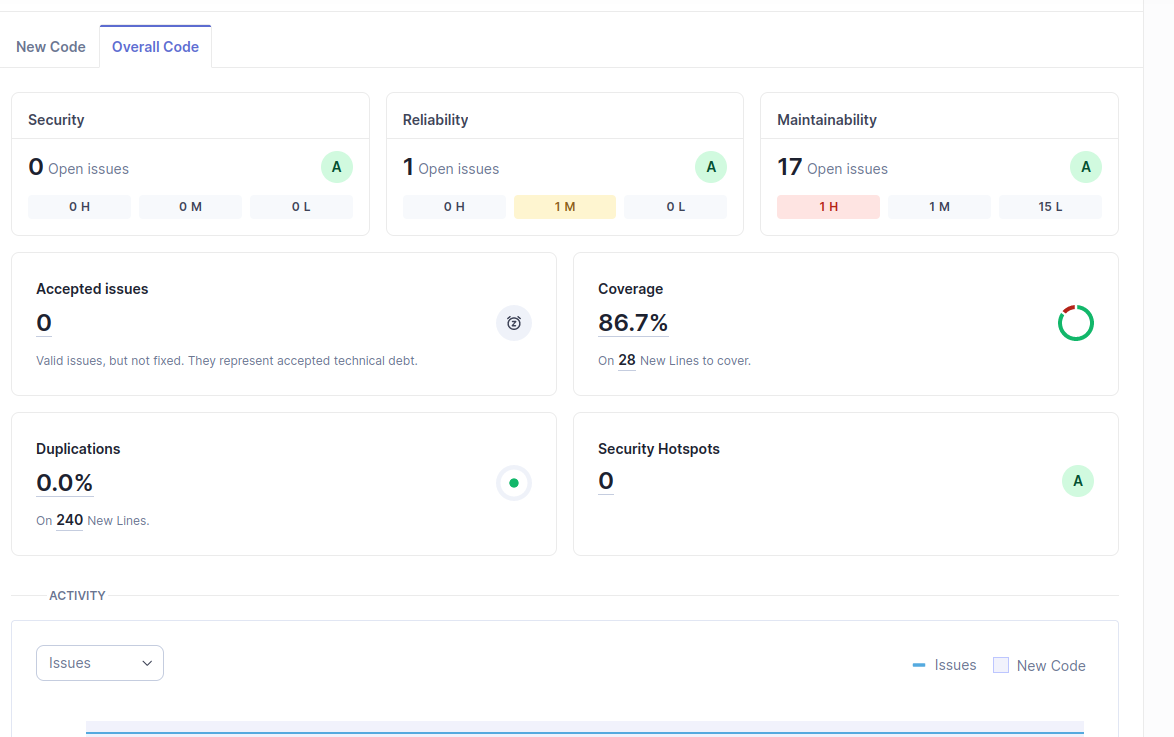 New Code Overall Code
Security Reliability Maintainability
0 Open issues A 1 Open issues A 17 Open issues A
0 H 0 M 0 L 0 H 1 M 0 L 1 H 1 M 15 L
Accepted issues
0
Valid issues, but not fixed. They represent accepted technical debt.
Coverage
86.7%
On 28 New Lines to cover.
Duplications
0.0%
On 240 New Lines.
Security Hotspots
0 A
ACTIVITY
Issues Issues New Code